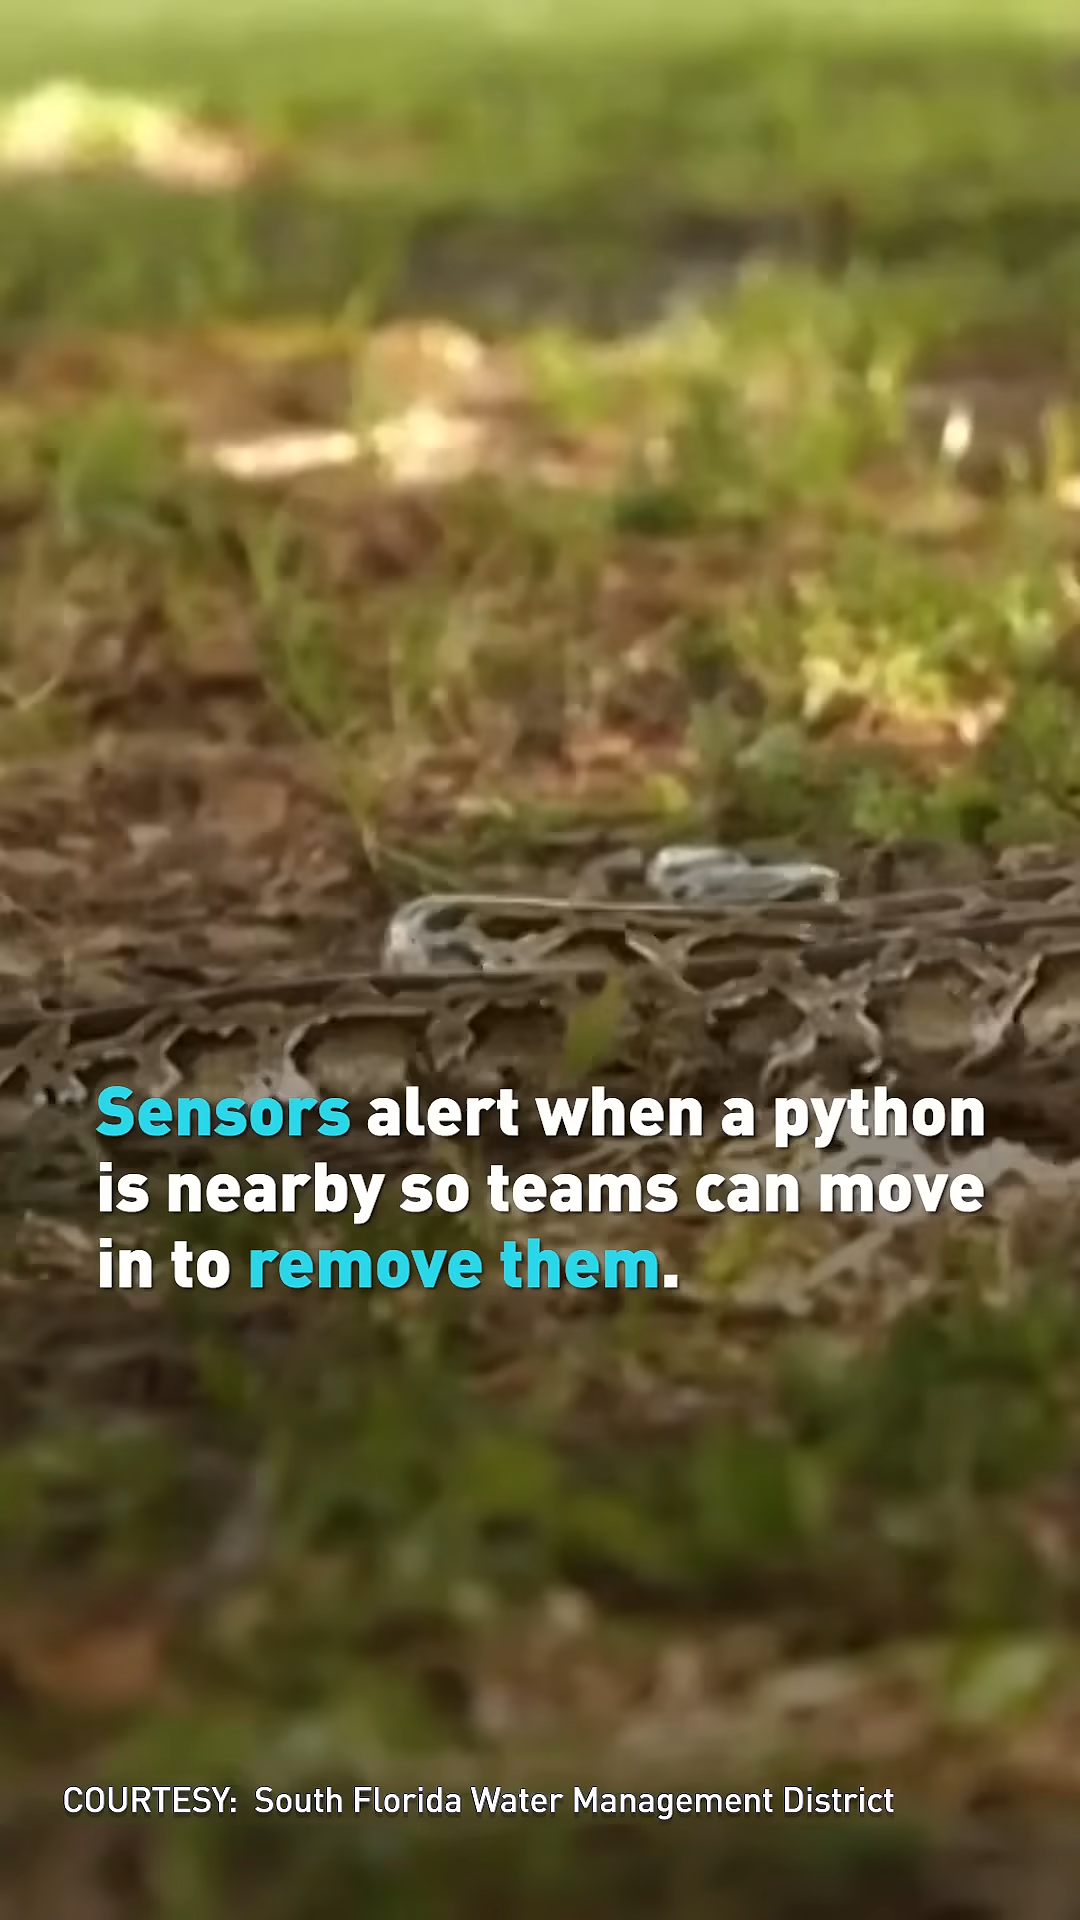 Sensors alert when a python
is nearby so teams can move
in to remove them.
COURTESY: South Florida Water Management District